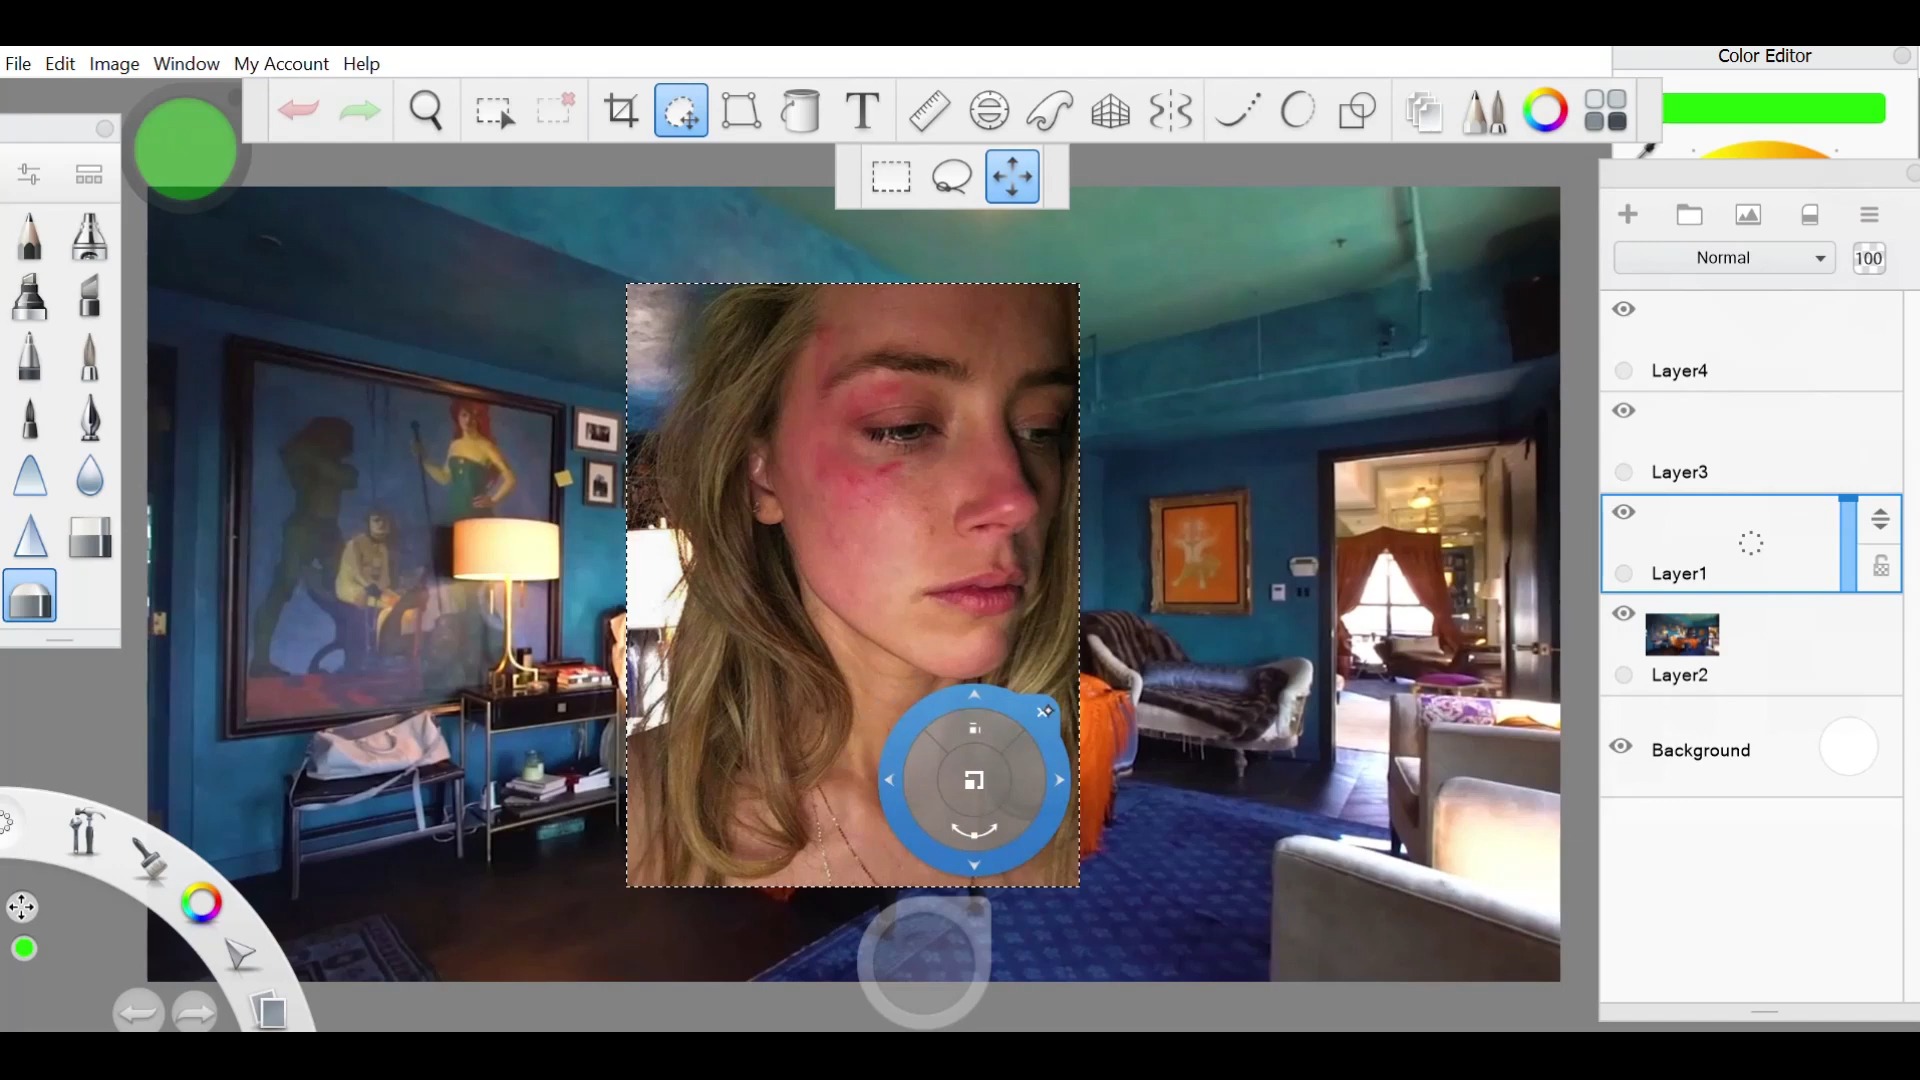 Color Editor
File Edit Image Window My Account Help
T
Normal 100
Layer4
Layer3
Layer1
Layer2
Background